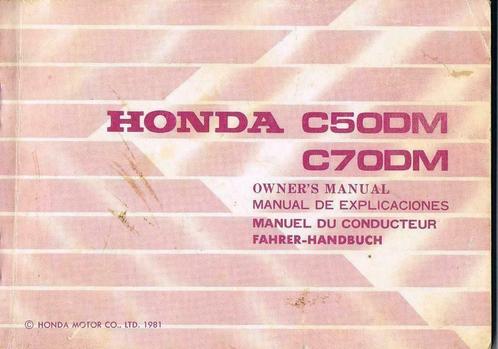 HONDA C50DM
C70DM
OWNER'S MANUAL
MANUAL DE EXPLICACIONES
MANUEL DU CONDUCTEUR
FAHRER-HANDBUCH
© HONDA MOTOR CO., LTD. 1981